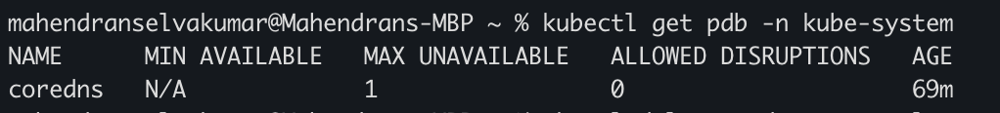 mahendranselvakumar@Mahendrans-MBP ~ % kubectl get pdb -n kube-system
NAME MIN AVAILABLE MAX UNAVAILABLE ALLOWED DISRUPTIONS AGE
coredns N/A 1 0 69m